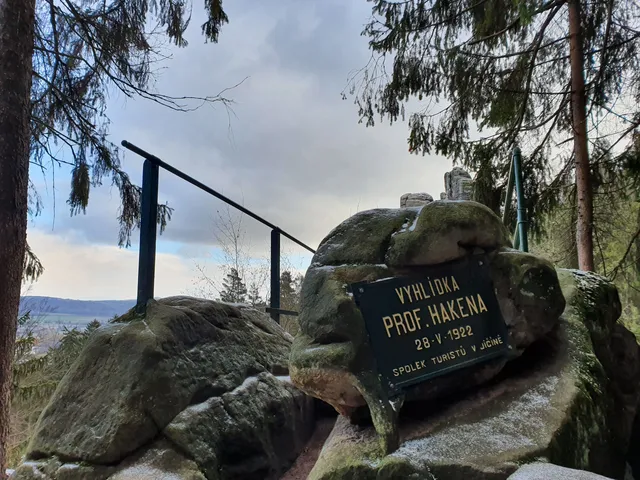 VYHLÍDKA
PROF. HAKENA
28-V-1922
SPOLEK TURISTŮ V JIČÍNĚ